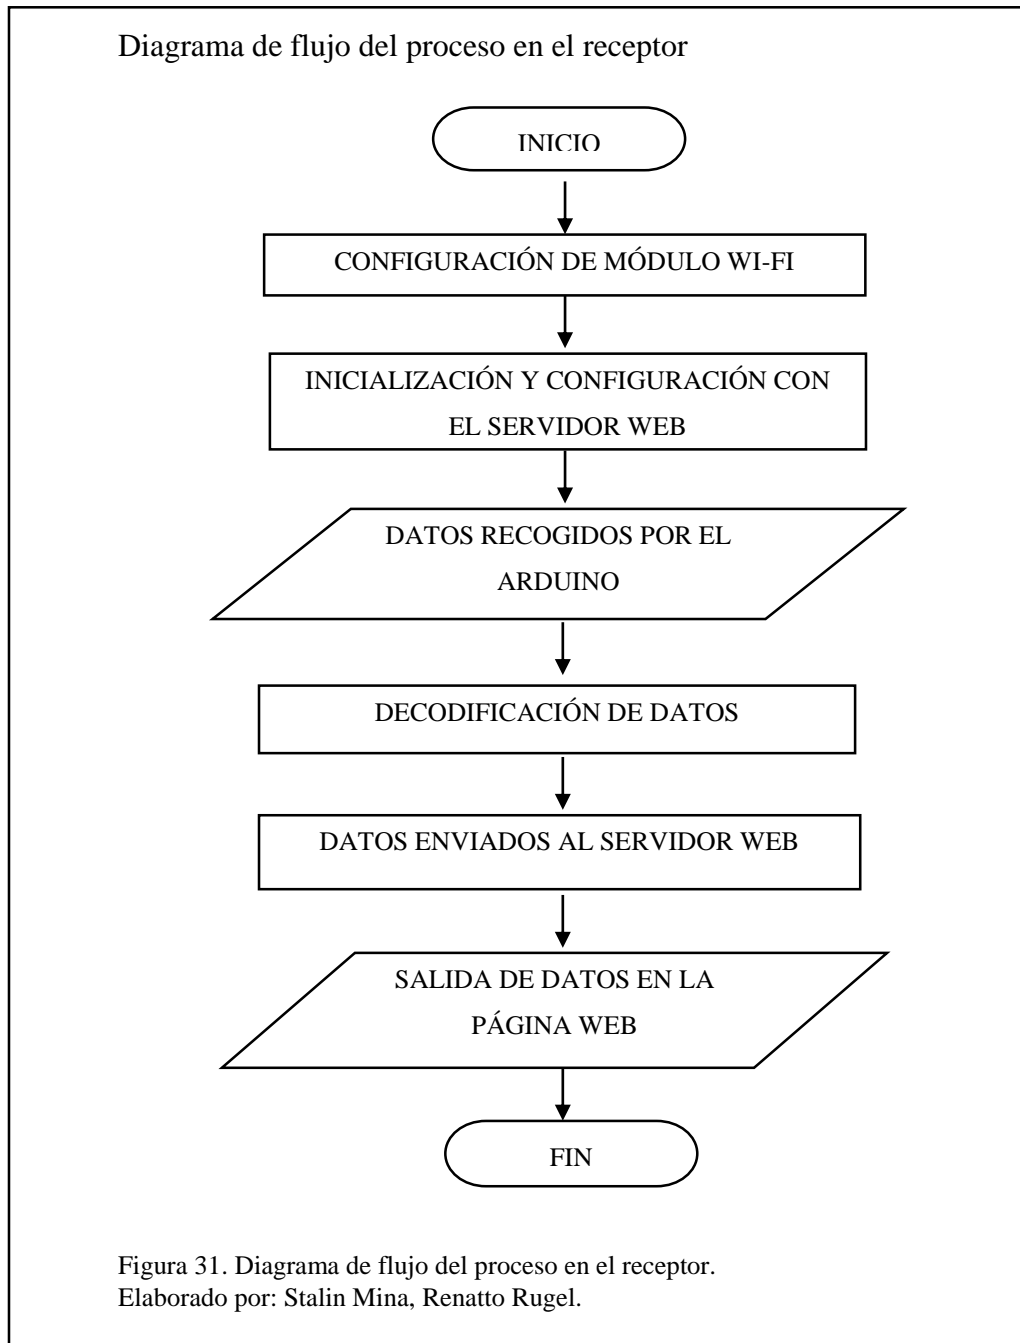 Diagrama de flujo del proceso en el receptor
INICIO
CONFIGURACIÓN DE MÓDULO WI-FI
INICIALIZACIÓN Y CONFIGURACIÓN CON
EL SERVIDOR WEB
DATOS RECOGIDOS POR EL
ARDUINO
DECODIFICACIÓN DE DATOS
DATOS ENVIADOS AL SERVIDOR WEB
SALIDA DE DATOS EN LA
PÁGINA WEB
FIN
Figura 31. Diagrama de flujo del proceso en el receptor.
Elaborado por: Stalin Mina, Renatto Rugel.